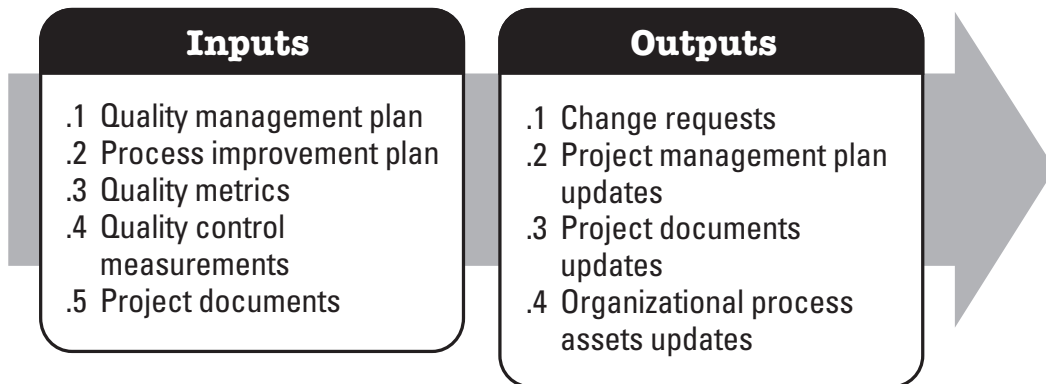 Inputs
.1 Quality management plan
.2 Process improvement plan
.3 Quality metrics
.4 Quality control
measurements
.5 Project documents
Outputs
.1 Change requests
.2 Project management plan
updates
.3 Project documents
updates
.4 Organizational process
assets updates